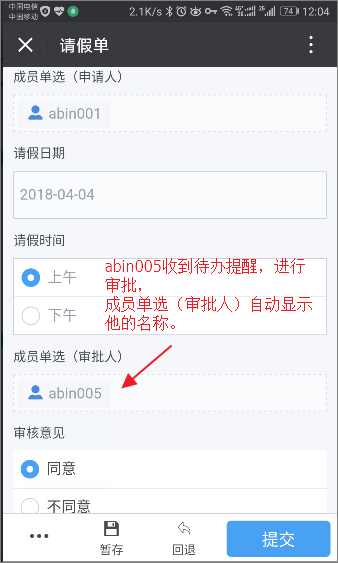 中国电信
中国移动
2.1K/s
4G
2G
74
12:04
请假单
成员单选（申请人）
abin001
请假日期
2018-04-04
请假时间
上午
下午
abin005收到待办提醒，进行
审批，
成员单选（审批人）自动显示
他的名称。
成员单选（审批人）
abin005
审核意见
同意
不同意
暂存
回退
提交